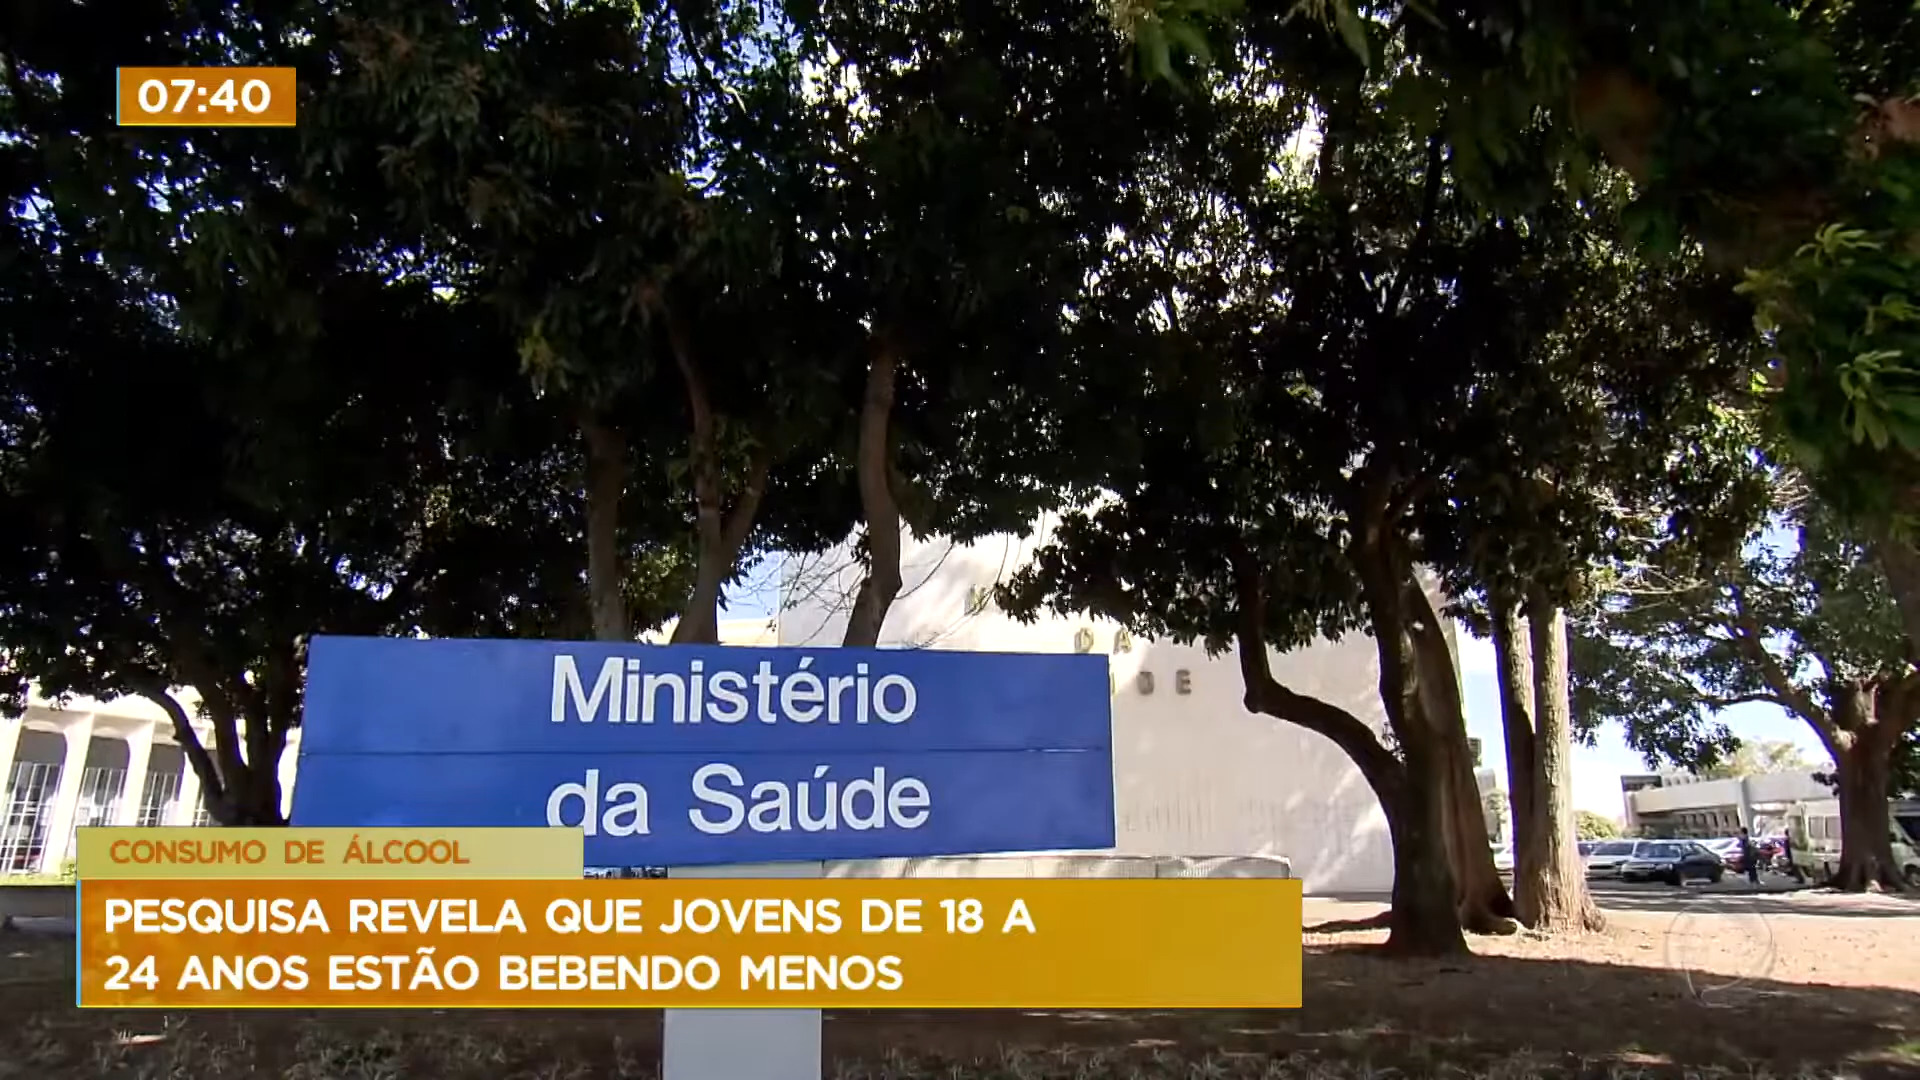 07:40
DA
Ministério
da Saúde
CONSUMO DE ÁLCOOL
PESQUISA REVELA QUE JOVENS DE 18 A
24 ANOS ESTÃO BEBENDO MENOS